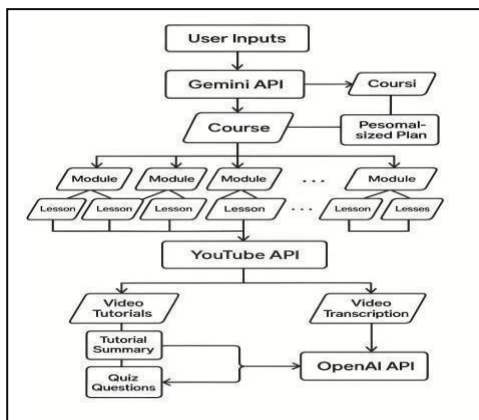 User Inputs
Gemini API
Coursi
Course
Pesomal-
sized Plan
Module
Module
Module
...
Module
Lesson
Lesson
Lesson
Lesson
...
Lesson
Lesses
YouTube API
Video
Tutorials
Video
Transcription
Tutorial
Summary
OpenAI API
Quiz
Questions